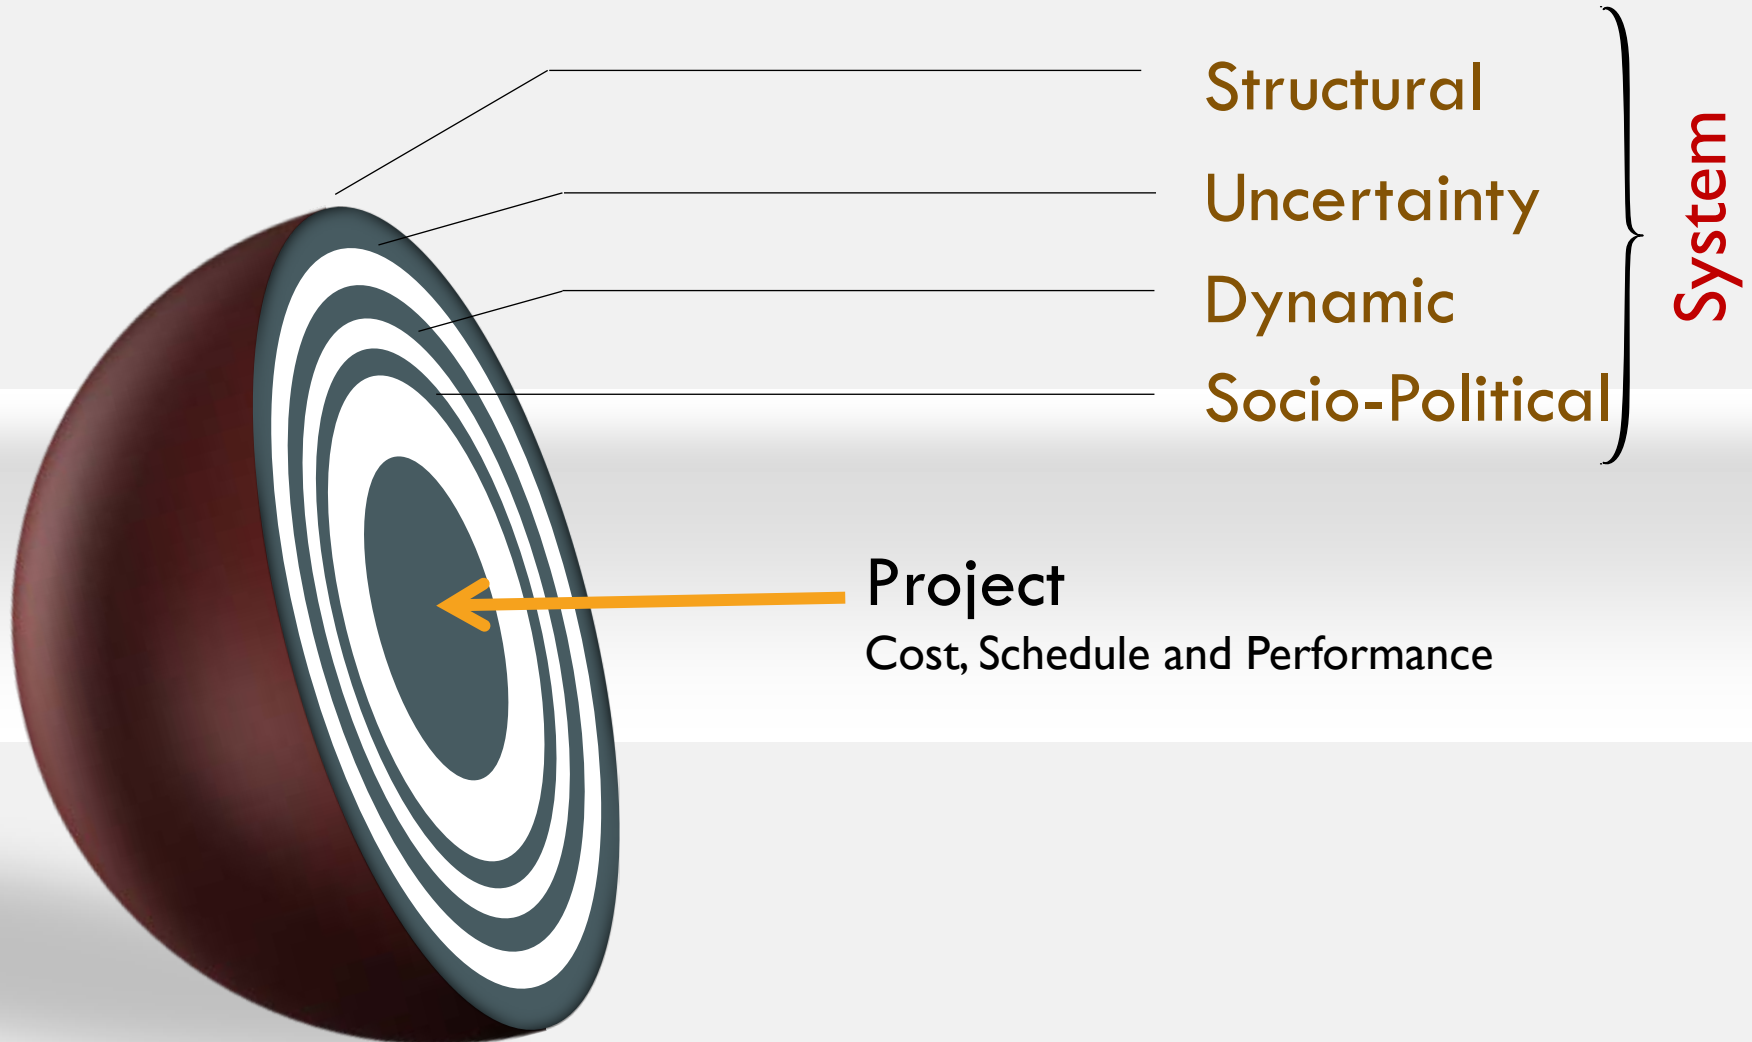 Structural
Uncertainty
Dynamic
Socio-Political
System
Project
Cost, Schedule and Performance